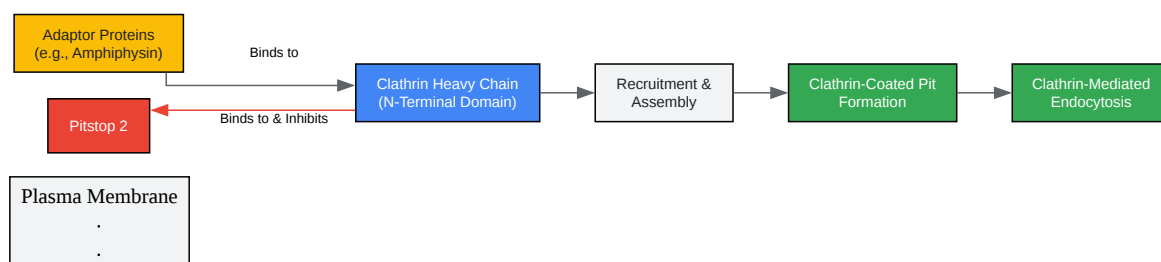 Adaptor Proteins
(e.g., Amphiphysin)
Binds to
Clathrin Heavy Chain
(N-Terminal Domain)
Recruitment &
Assembly
Clathrin-Coated Pit
Formation
Clathrin-Mediated
Endocytosis
Pitstop 2
Binds to & Inhibits
Plasma Membrane
.
.